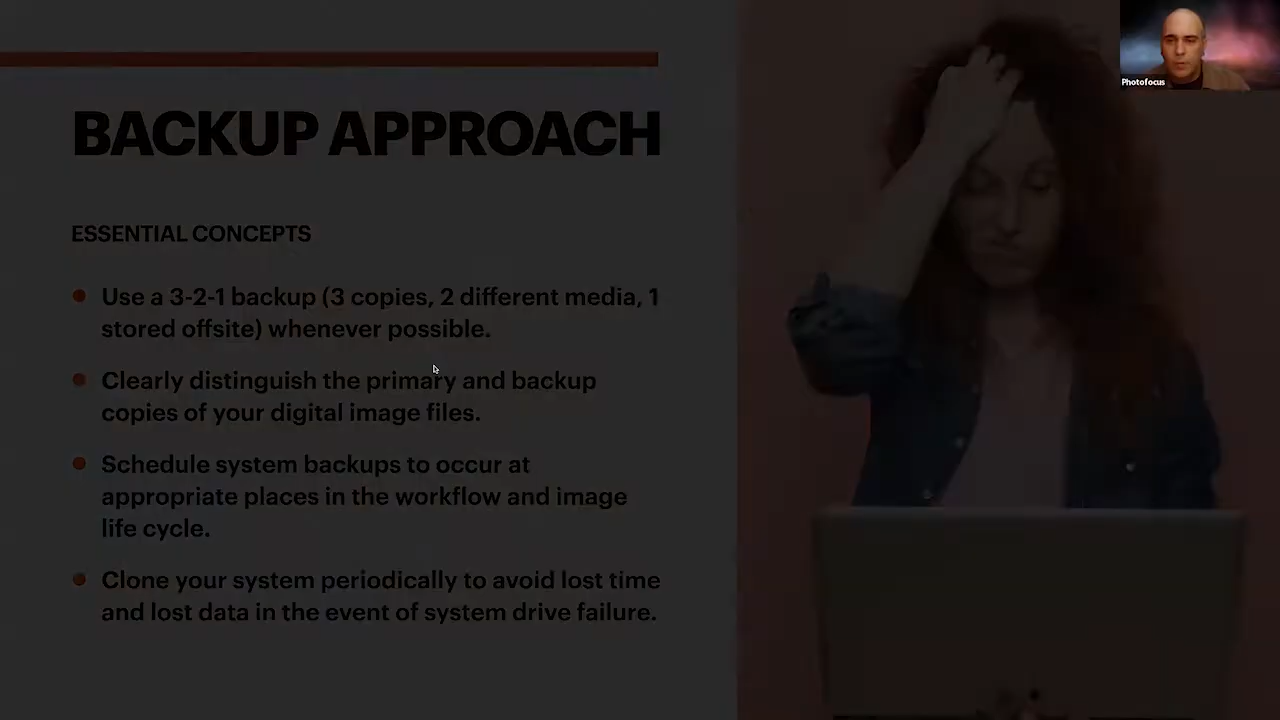 Photofocus
BACKUP APPROACH
ESSENTIAL CONCEPTS
Use a 3-2-1 backup (3 copies, 2 different media, 1
stored offsite) whenever possible.
Clearly distinguish the primary and backup
copies of your digital image files.
Schedule system backups to occur at
appropriate places in the workflow and image
life cycle.
Clone your system periodically to avoid lost time
and lost data in the event of system drive failure.